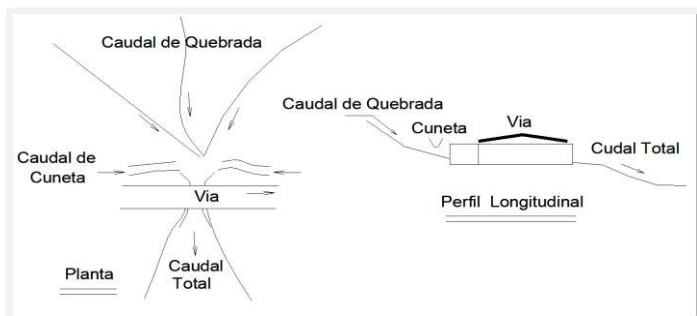 Caudal de Quebrada
Caudal de
Cuneta
Via
Planta
Caudal
Total
Caudal de Quebrada
Cuneta
Via
Cudal Total
Perfil Longitudinal